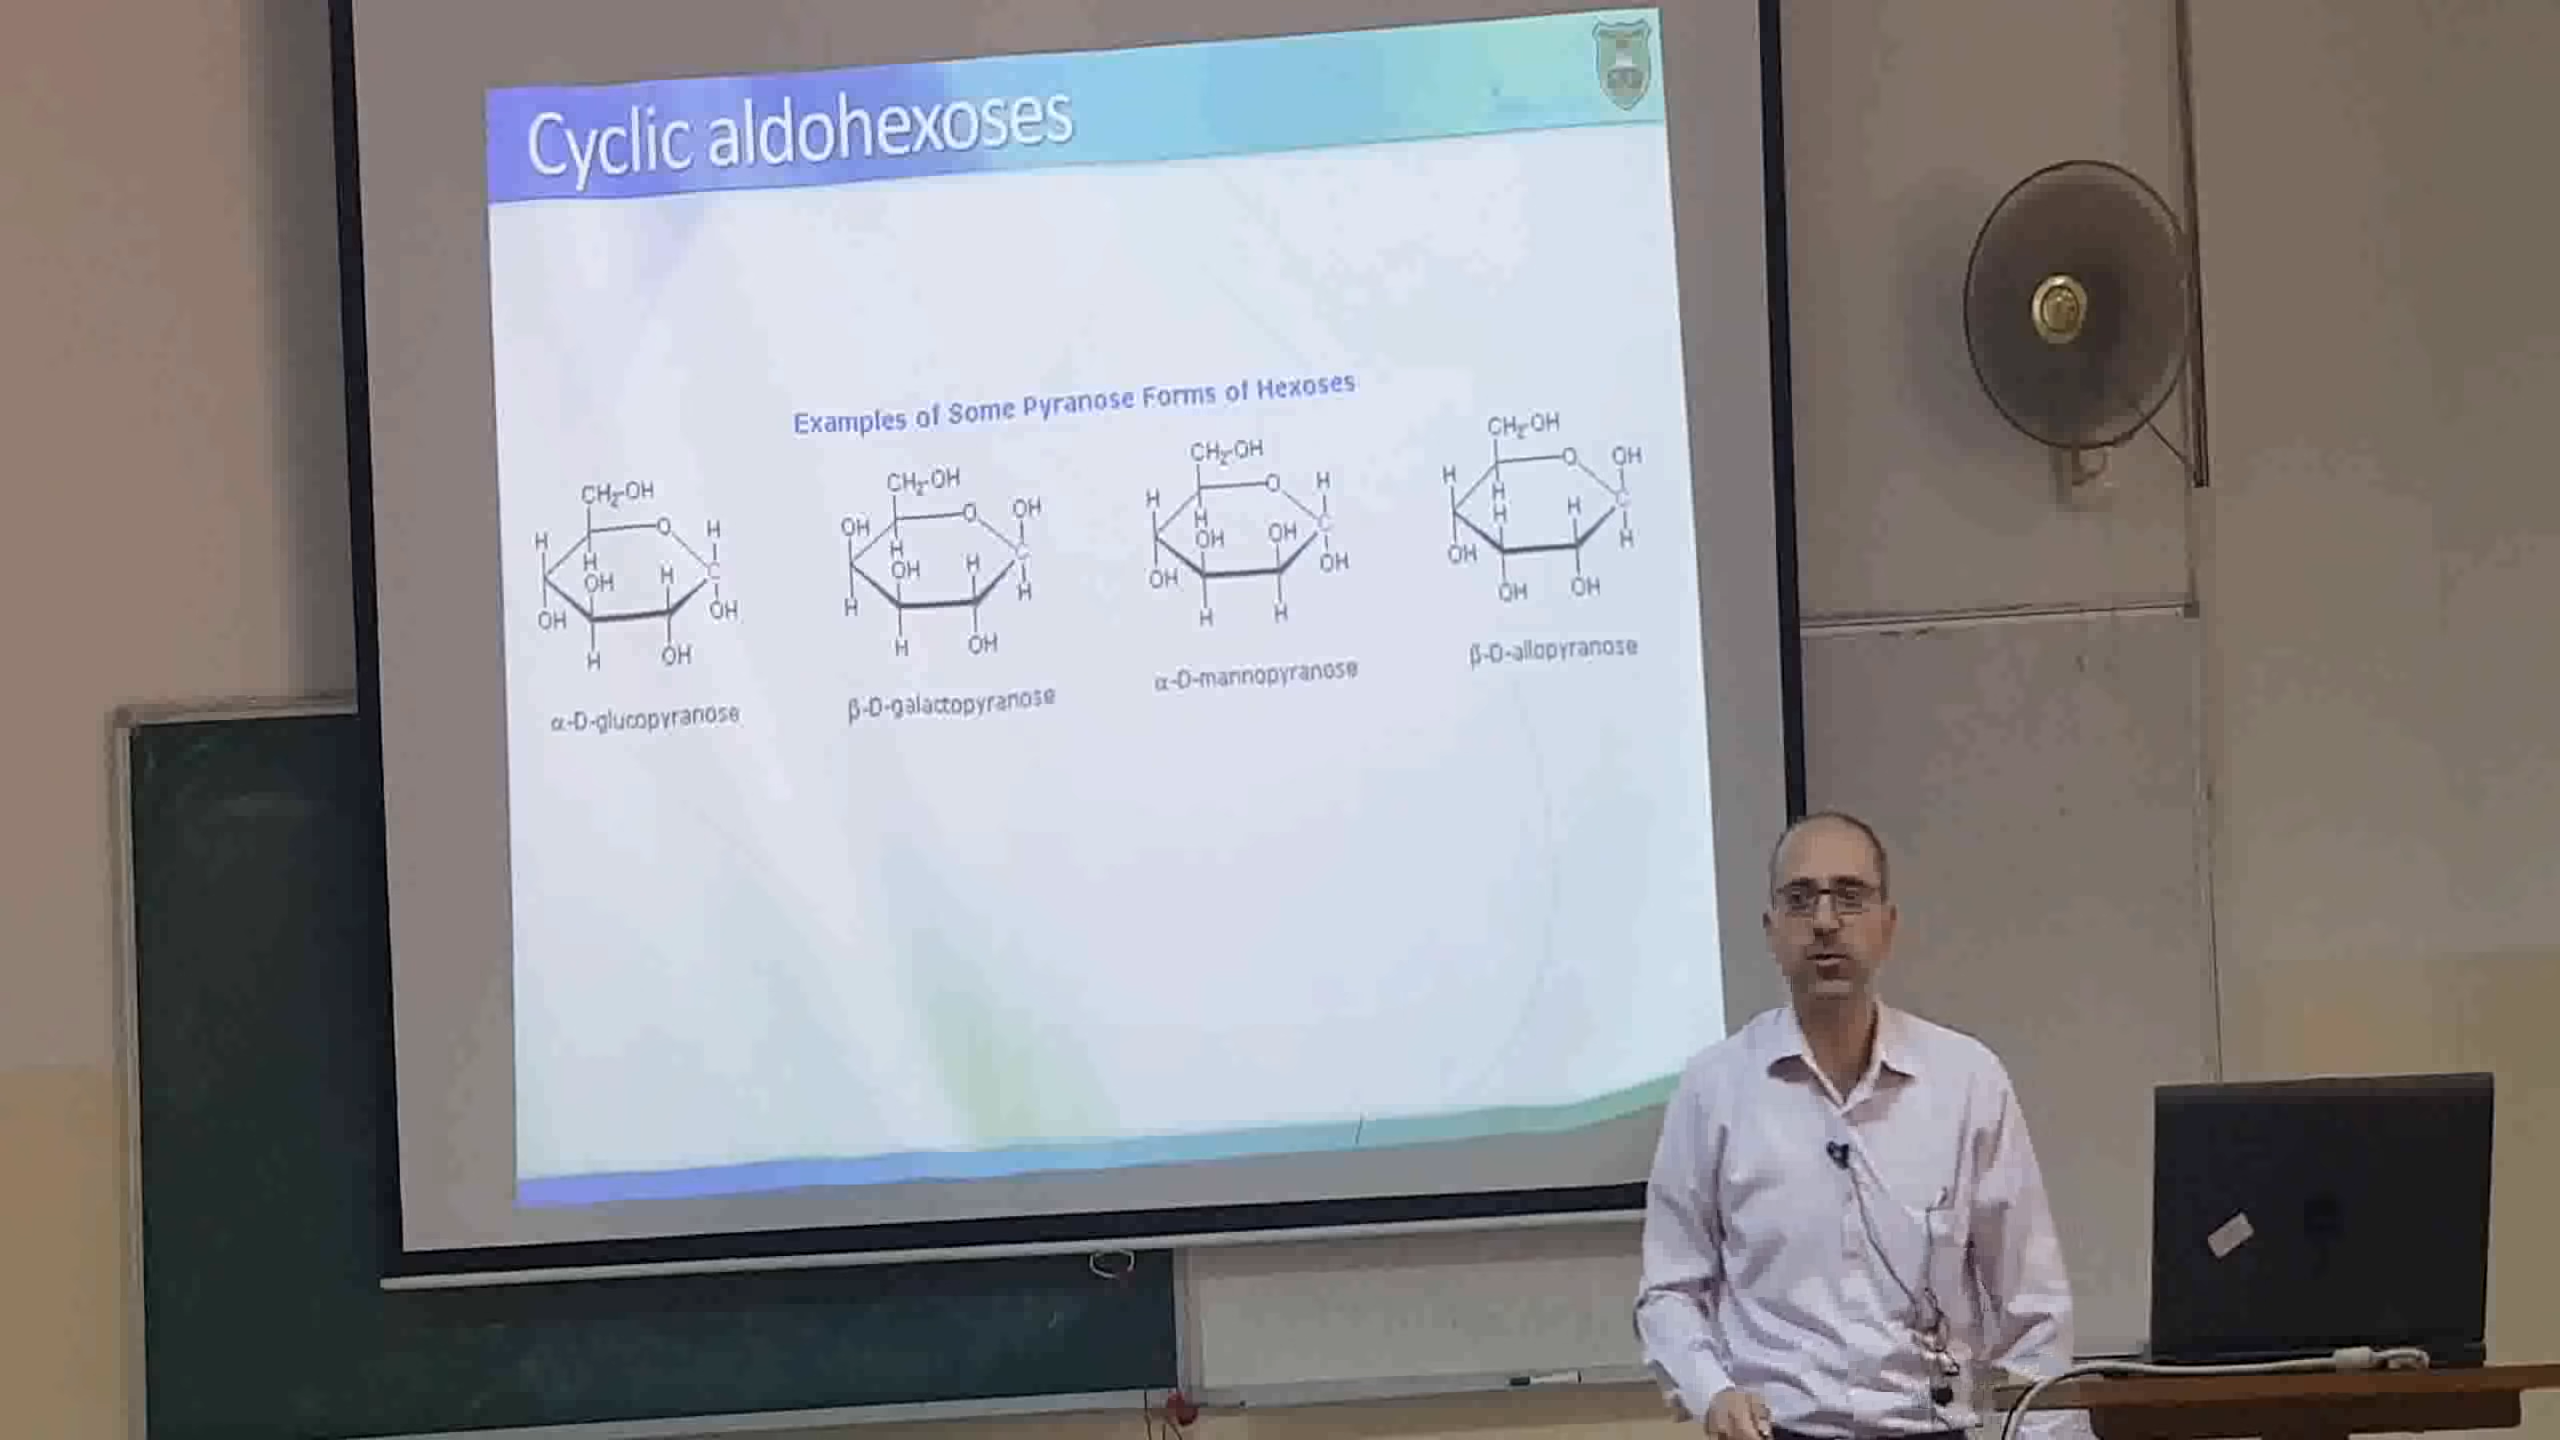 Cyclic aldohexoses
Examples of Some Pyranose Forms of Hexoses
CH2-OH
H
O
H
H
OH
H
C
OH
OH
H
OH
α-D-glucopyranose
CH2-OH
OH
O
OH
H
OH
H
C
H
H
H
OH
β-D-galactopyranose
CH2-OH
H
O
H
H
OH
OH
C
OH
OH
H
H
α-D-mannopyranose
CH2-OH
H
O
OH
H
H
H
C
OH
H
OH
OH
β-D-allopyranose